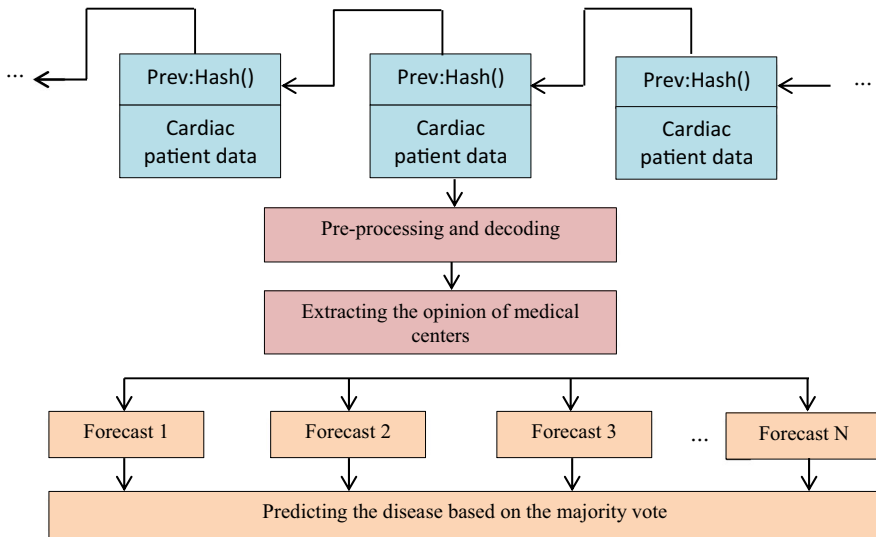 ... Prev:Hash() Prev:Hash() Prev:Hash() ...
Cardiac Cardiac Cardiac
patient data patient data patient data
Pre-processing and decoding
Extracting the opinion of medical
centers
Forecast 1 Forecast 2 Forecast 3 ... Forecast N
Predicting the disease based on the majority vote